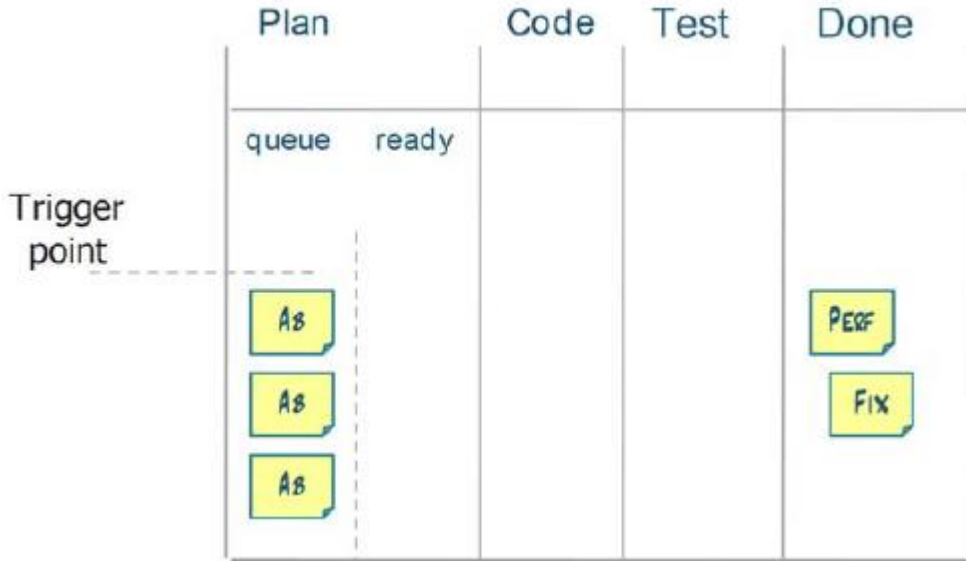 Plan Code Test Done
queue ready
Trigger
point
AB
AB
AB
PERF
FIX